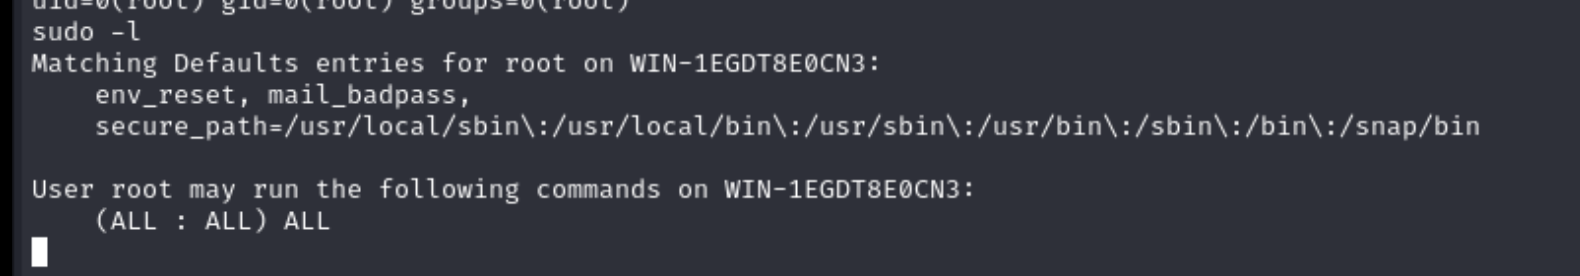 uid=0(root) gid=0(root) groups=0(root)
sudo -l
Matching Defaults entries for root on WIN-1EGDT8E0CN3:
    env_reset, mail_badpass,
    secure_path=/usr/local/sbin\:/usr/local/bin\:/usr/sbin\:/usr/bin\:/sbin\:/bin\:/snap/bin

User root may run the following commands on WIN-1EGDT8E0CN3:
    (ALL : ALL) ALL